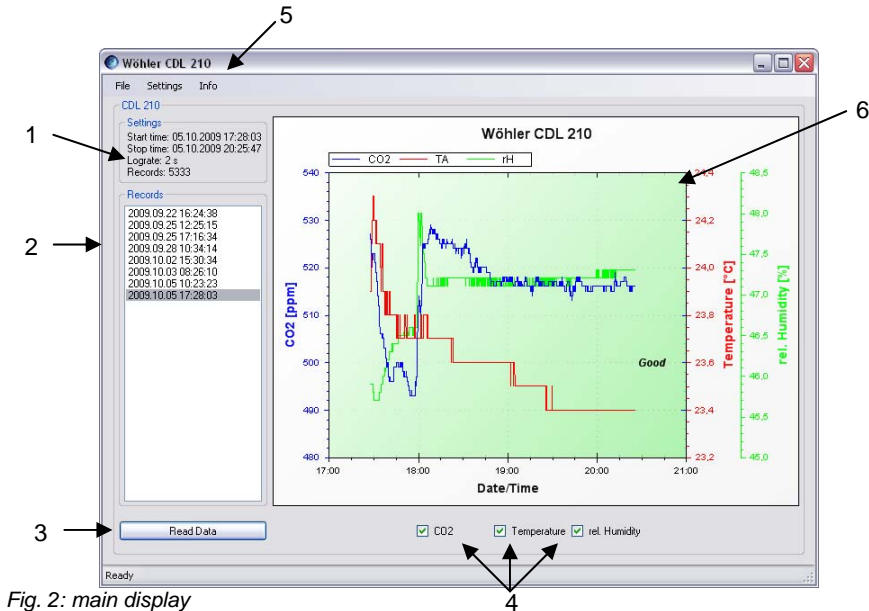 5
Wöhler CDL 210
File Settings Info
CDL 210
1
Settings
Start time: 05.10.2009 17:28:03
Stop time: 05.10.2009 20:25:47
Lograte: 2 s
Records: 5333
2
Records
2009.09.22 16:24:38
2009.09.25 12:25:15
2009.09.25 17:16:34
2009.09.28 10:34:14
2009.10.02 15:30:34
2009.10.03 08:26:10
2009.10.05 10:23:23
2009.10.05 17:28:03
3
Read Data
6
Wöhler CDL 210
CO2 TA rH
CO2 [ppm]
540
530
520
510
500
490
480
Good
24,4
24,2
24,0
23,8
23,6
23,4
23,2
Temperature [°C]
48,5
48,0
47,5
47,0
46,5
46,0
45,5
45,0
rel. Humidity [%]
17:00 18:00 19:00 20:00 21:00
Date/Time
CO2 Temperature rel. Humidity
Ready
4
Fig. 2: main display